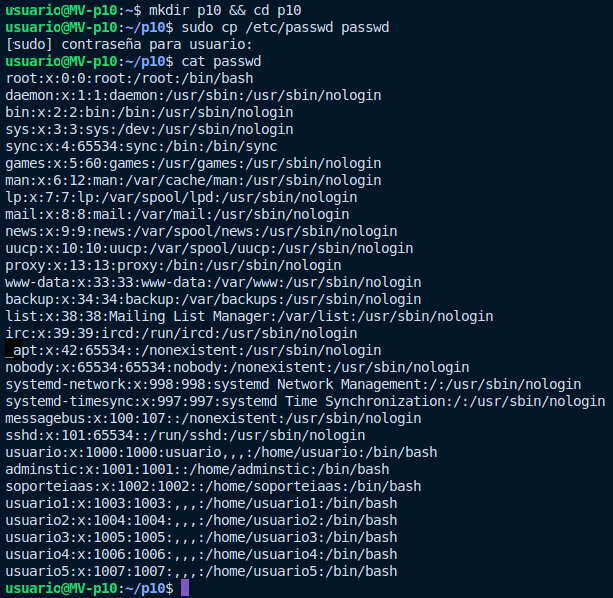 usuario@MV-p10:~$ mkdir p10 && cd p10
usuario@MV-p10:~/p10$ sudo cp /etc/passwd passwd
[sudo] contraseña para usuario:
usuario@MV-p10:~/p10$ cat passwd
root:x:0:0:root:/root:/bin/bash
daemon:x:1:1:daemon:/usr/sbin:/usr/sbin/nologin
bin:x:2:2:bin:/bin:/usr/sbin/nologin
sys:x:3:3:sys:/dev:/usr/sbin/nologin
sync:x:4:65534:sync:/bin:/bin/sync
games:x:5:60:games:/usr/games:/usr/sbin/nologin
man:x:6:12:man:/var/cache/man:/usr/sbin/nologin
lp:x:7:7:lp:/var/spool/lpd:/usr/sbin/nologin
mail:x:8:8:mail:/var/mail:/usr/sbin/nologin
news:x:9:9:news:/var/spool/news:/usr/sbin/nologin
uucp:x:10:10:uucp:/var/spool/uucp:/usr/sbin/nologin
proxy:x:13:13:proxy:/bin:/usr/sbin/nologin
www-data:x:33:33:www-data:/var/www:/usr/sbin/nologin
backup:x:34:34:backup:/var/backups:/usr/sbin/nologin
list:x:38:38:Mailing List Manager:/var/list:/usr/sbin/nologin
irc:x:39:39:ircd:/run/ircd:/usr/sbin/nologin
_apt:x:42:65534::/nonexistent:/usr/sbin/nologin
nobody:x:65534:65534:nobody:/nonexistent:/usr/sbin/nologin
systemd-network:x:998:998:systemd Network Management:/:/usr/sbin/nologin
systemd-timesync:x:997:997:systemd Time Synchronization:/:/usr/sbin/nologin
messagebus:x:100:107::/nonexistent:/usr/sbin/nologin
sshd:x:101:65534::/run/sshd:/usr/sbin/nologin
usuario:x:1000:1000:usuario,,,:/home/usuario:/bin/bash
adminstic:x:1001:1001::/home/adminstic:/bin/bash
soporteiaas:x:1002:1002::/home/soporteiaas:/bin/bash
usuario1:x:1003:1003:,,,:/home/usuario1:/bin/bash
usuario2:x:1004:1004:,,,:/home/usuario2:/bin/bash
usuario3:x:1005:1005:,,,:/home/usuario3:/bin/bash
usuario4:x:1006:1006:,,,:/home/usuario4:/bin/bash
usuario5:x:1007:1007:,,,:/home/usuario5:/bin/bash
usuario@MV-p10:~/p10$